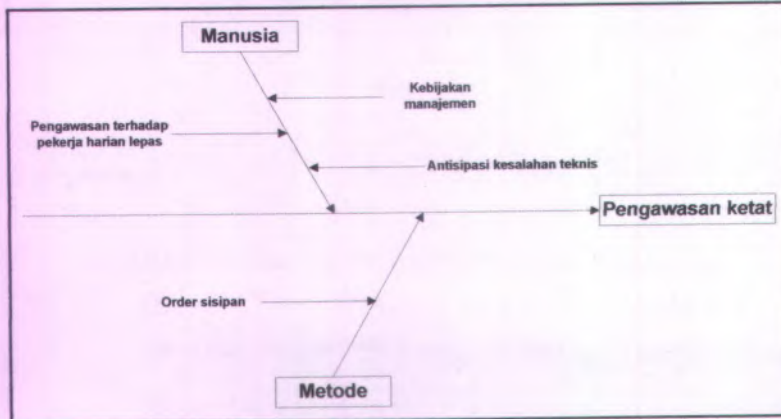 Manusia
Kebijakan
manajemen
Pengawasan terhadap
pekerja harian lepas
Antisipasi kesalahan teknis
Pengawasan ketat
Order sisipan
Metode